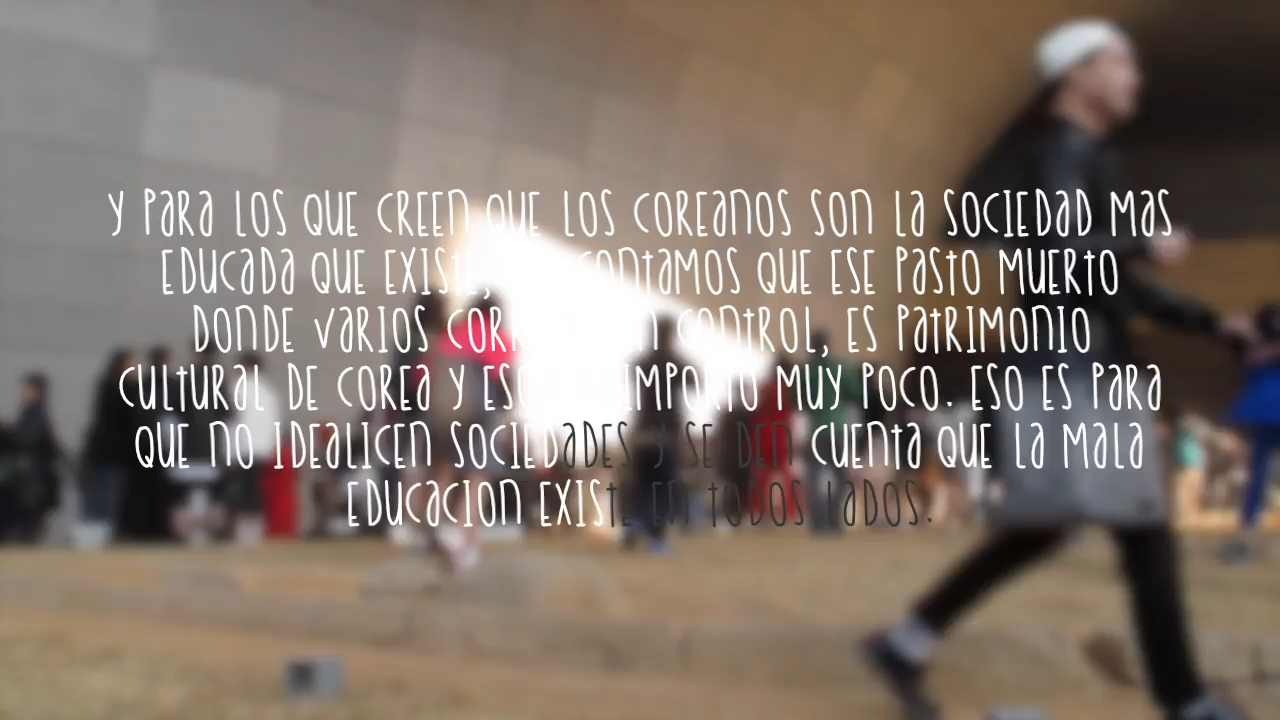 Y PARA LOS QUE CREEN QUE LOS COREANOS SON LA SOCIEDAD MAS
EDUCADA QUE EXISTE, CONTAMOS QUE ESE PASTO MUERTO
DONDE VARIOS CONTROL, ES PATRIMONIO
CULTURAL DE COREA Y ESO IMPORTO MUY POCO. ESO ES PARA
QUE NO IDEALICEN SOCIEDADES Y SE DEN CUENTA QUE LA MALA
EDUCACION EXISTE EN TODOS LADOS.